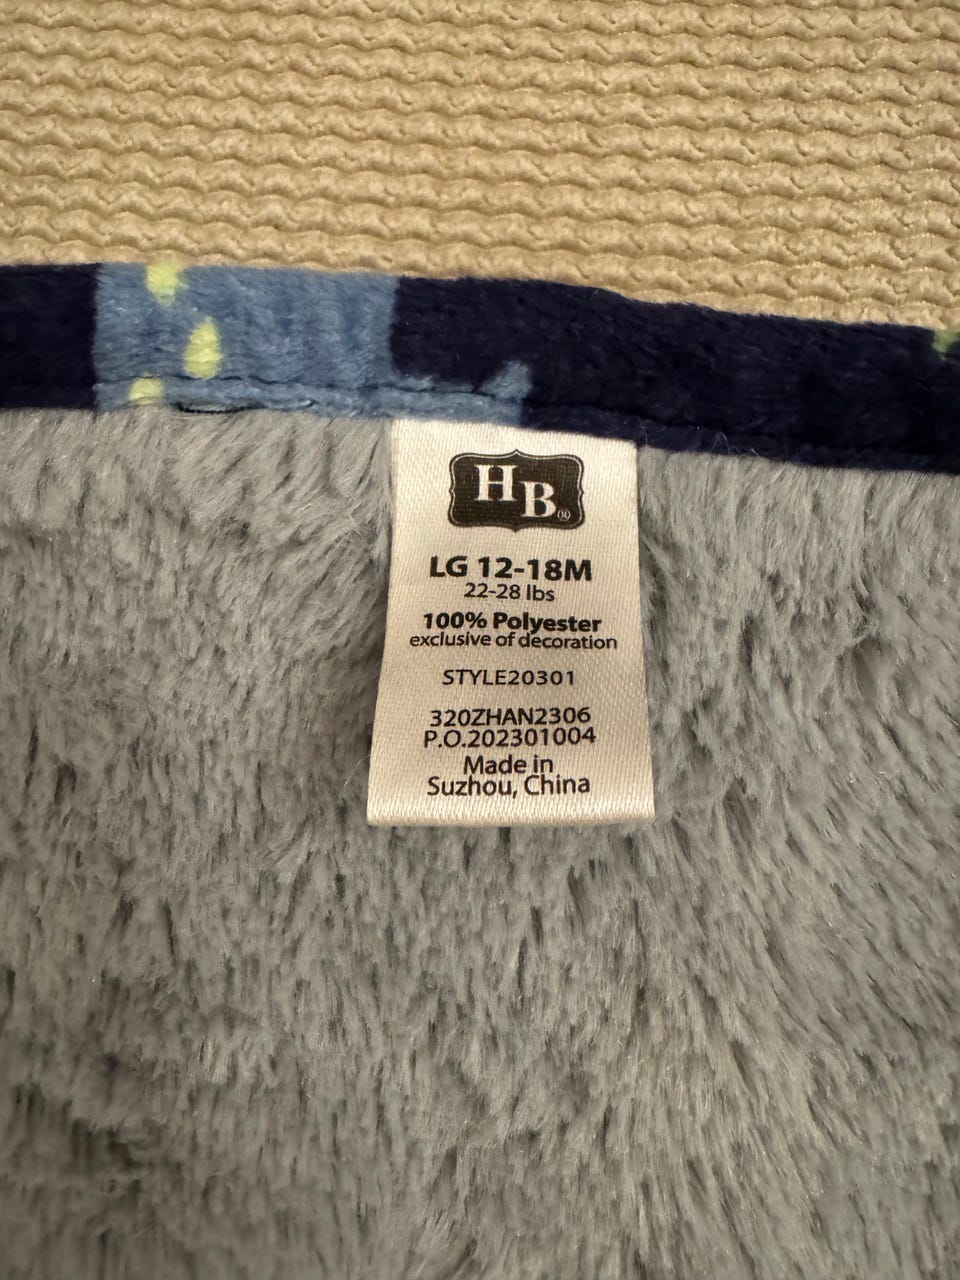 HB®
LG 12-18M
22-28 lbs
100% Polyester
exclusive of decoration
STYLE20301
320ZHAN2306
P.O.202301004
Made in
Suzhou, China